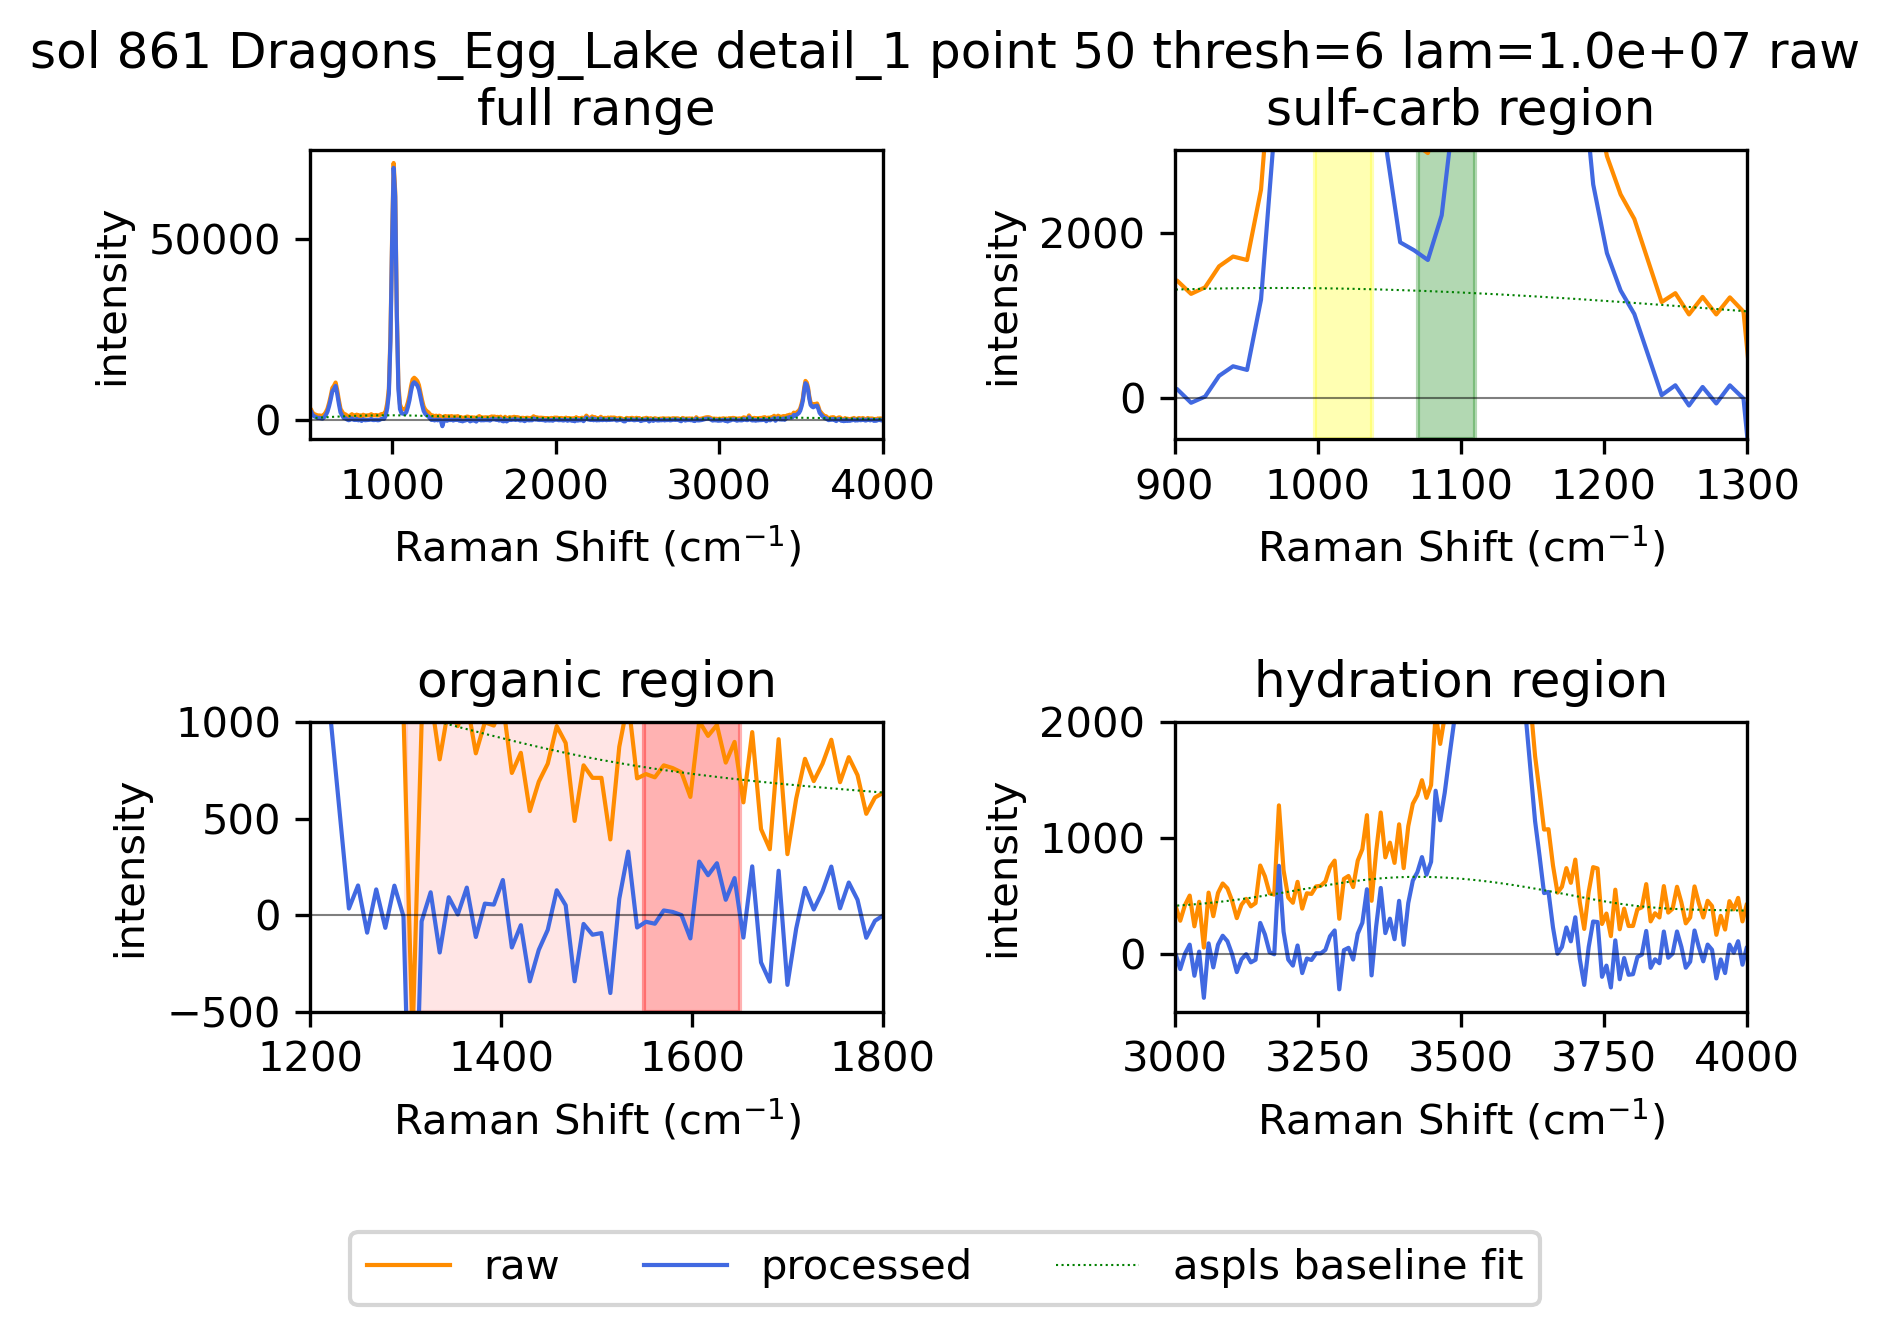 sol 861 Dragons_Egg_Lake detail_1 point 50 thresh=6 lam=1.0e+07 raw
full range
intensity
50000
0
1000 2000 3000 4000
Raman Shift (cm⁻¹)
sulf-carb region
intensity
2000
0
900 1000 1100 1200 1300
Raman Shift (cm⁻¹)
organic region
intensity
1000
500
0
−500
1200 1400 1600 1800
Raman Shift (cm⁻¹)
hydration region
intensity
2000
1000
0
3000 3250 3500 3750 4000
Raman Shift (cm⁻¹)
raw processed aspls baseline fit